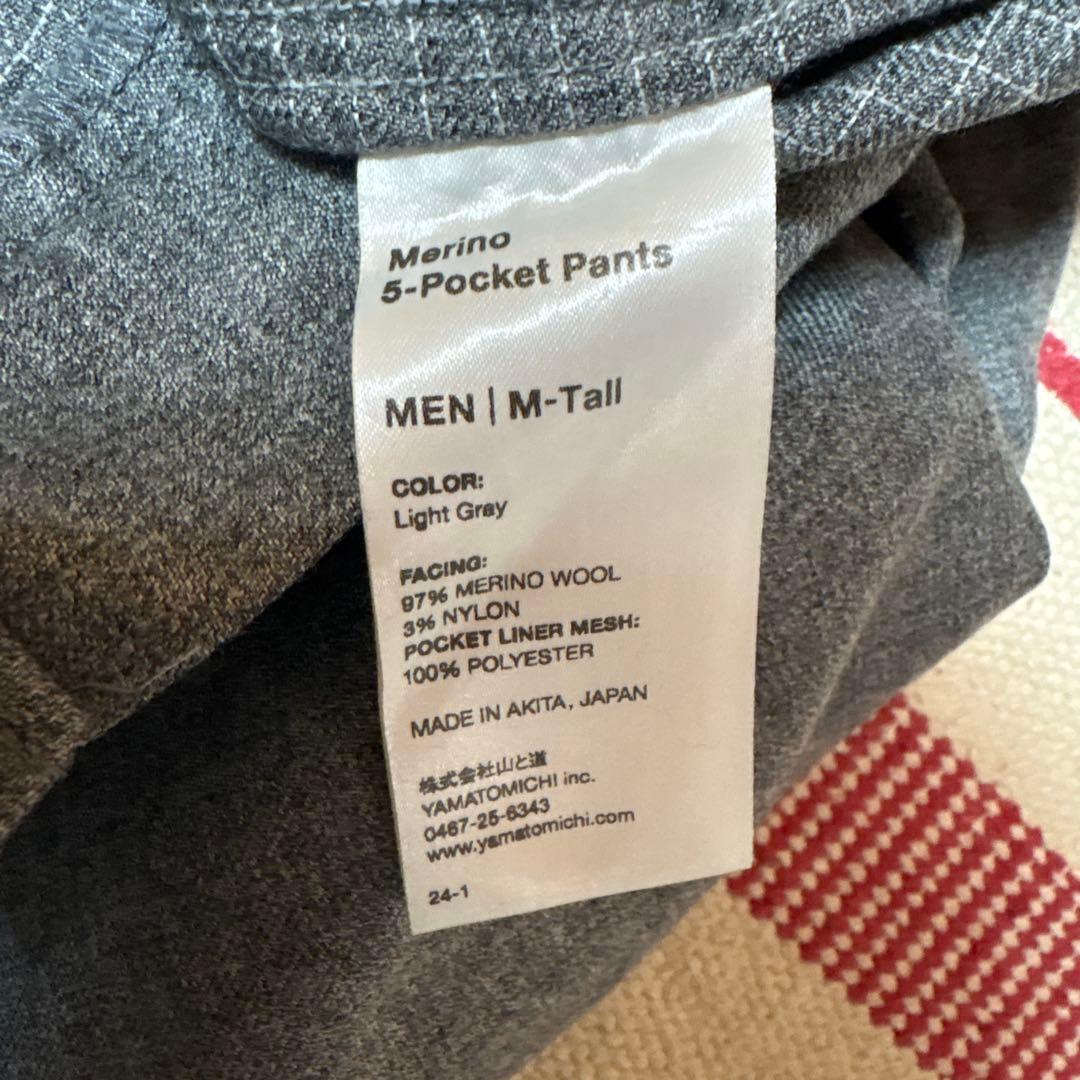 Merino
5-Pocket Pants
MEN | M-Tall
COLOR:
Light Gray
FACING:
97% MERINO WOOL
3% NYLON
POCKET LINER MESH:
100% POLYESTER
MADE IN AKITA, JAPAN
株式会社山と道
YAMATOMICHI inc.
0467-25-6343
www.yamatomichi.com
24-1